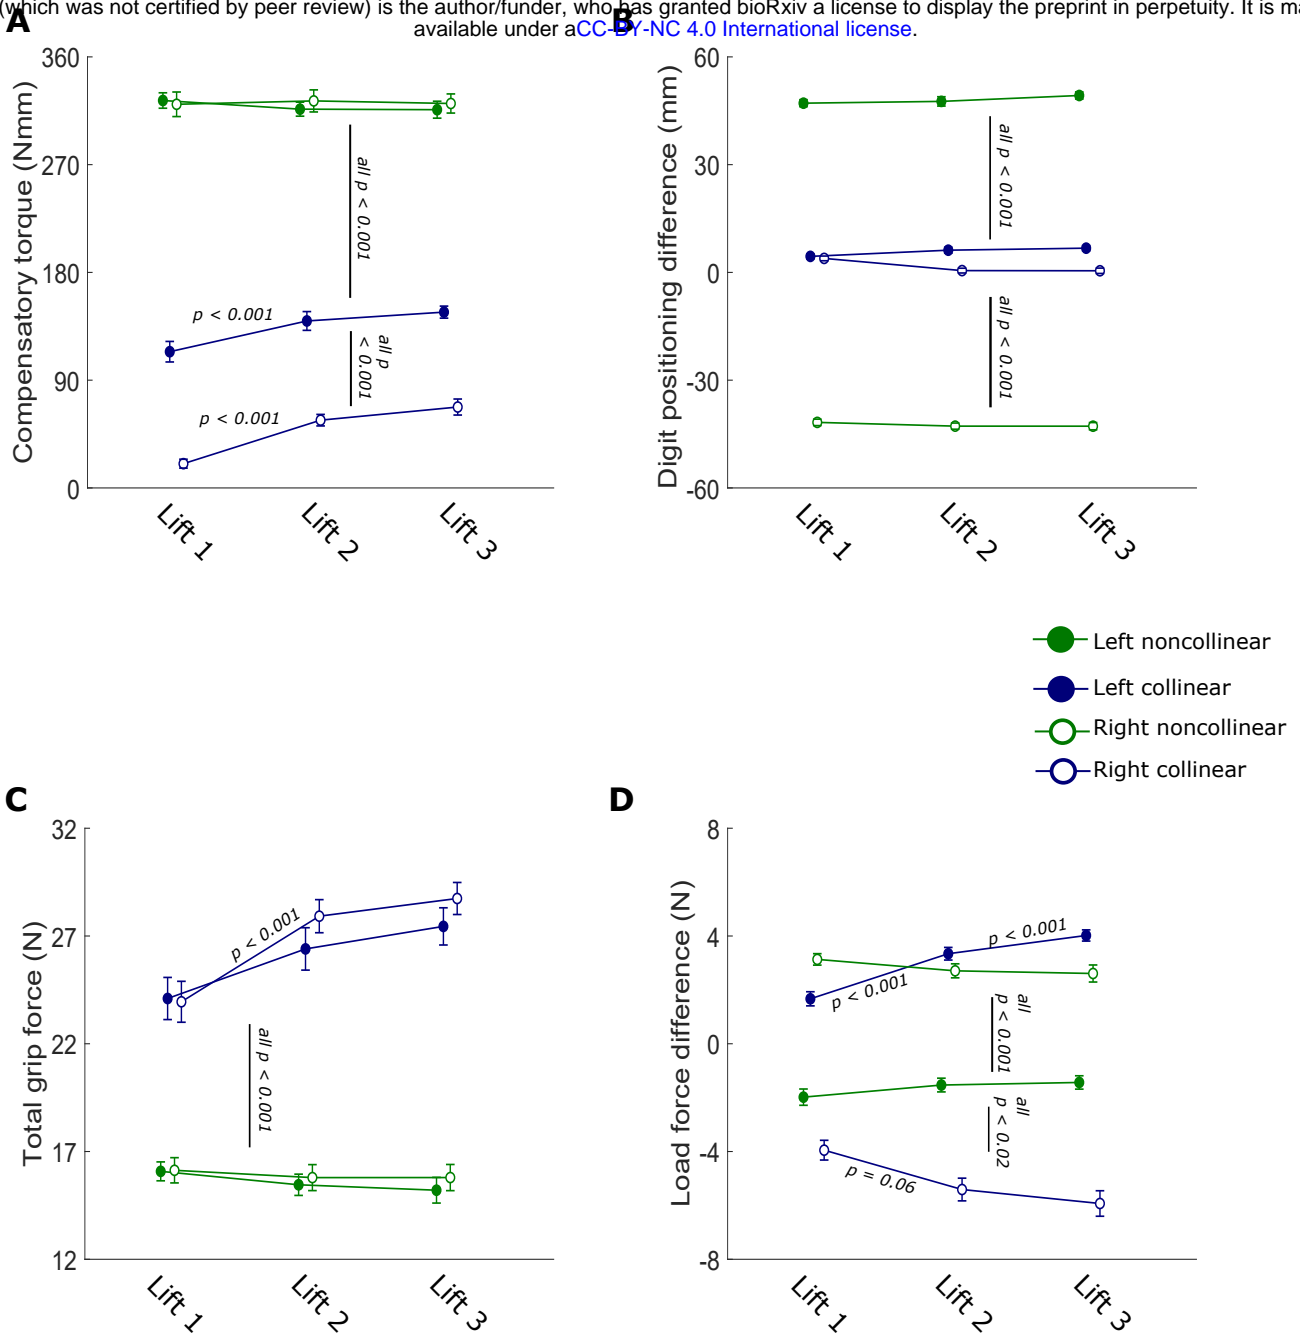 (which was not certified by peer review) is the author/funder, who has granted bioRxiv a license to display the preprint in perpetuity. It is
available under aCC-BY-NC 4.0 International license.
A
B
Compensatory torque (Nmm)
360
270
180
90
0
all p < 0.001
p < 0.001
all p
< 0.001
p < 0.001
Lift 1
Lift 2
Lift 3
Digit positioning difference (mm)
60
30
0
-30
-60
all p < 0.001
all p < 0.001
Lift 1
Lift 2
Lift 3
Left noncollinear
Left collinear
Right noncollinear
Right collinear
C
D
Total grip force (N)
32
27
22
17
12
p < 0.001
all p < 0.001
Lift 1
Lift 2
Lift 3
Load force difference (N)
8
4
0
-4
-8
p < 0.001
p < 0.001
all
p < 0.001
all
p < 0.02
p = 0.06
Lift 1
Lift 2
Lift 3